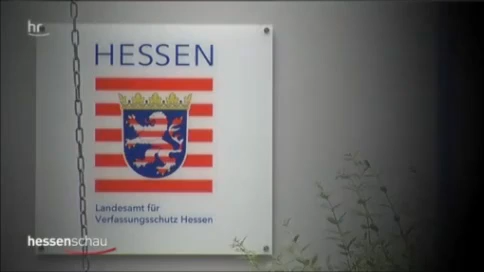 hr
HESSEN
Landesamt für
Verfassungsschutz Hessen
hessenschau